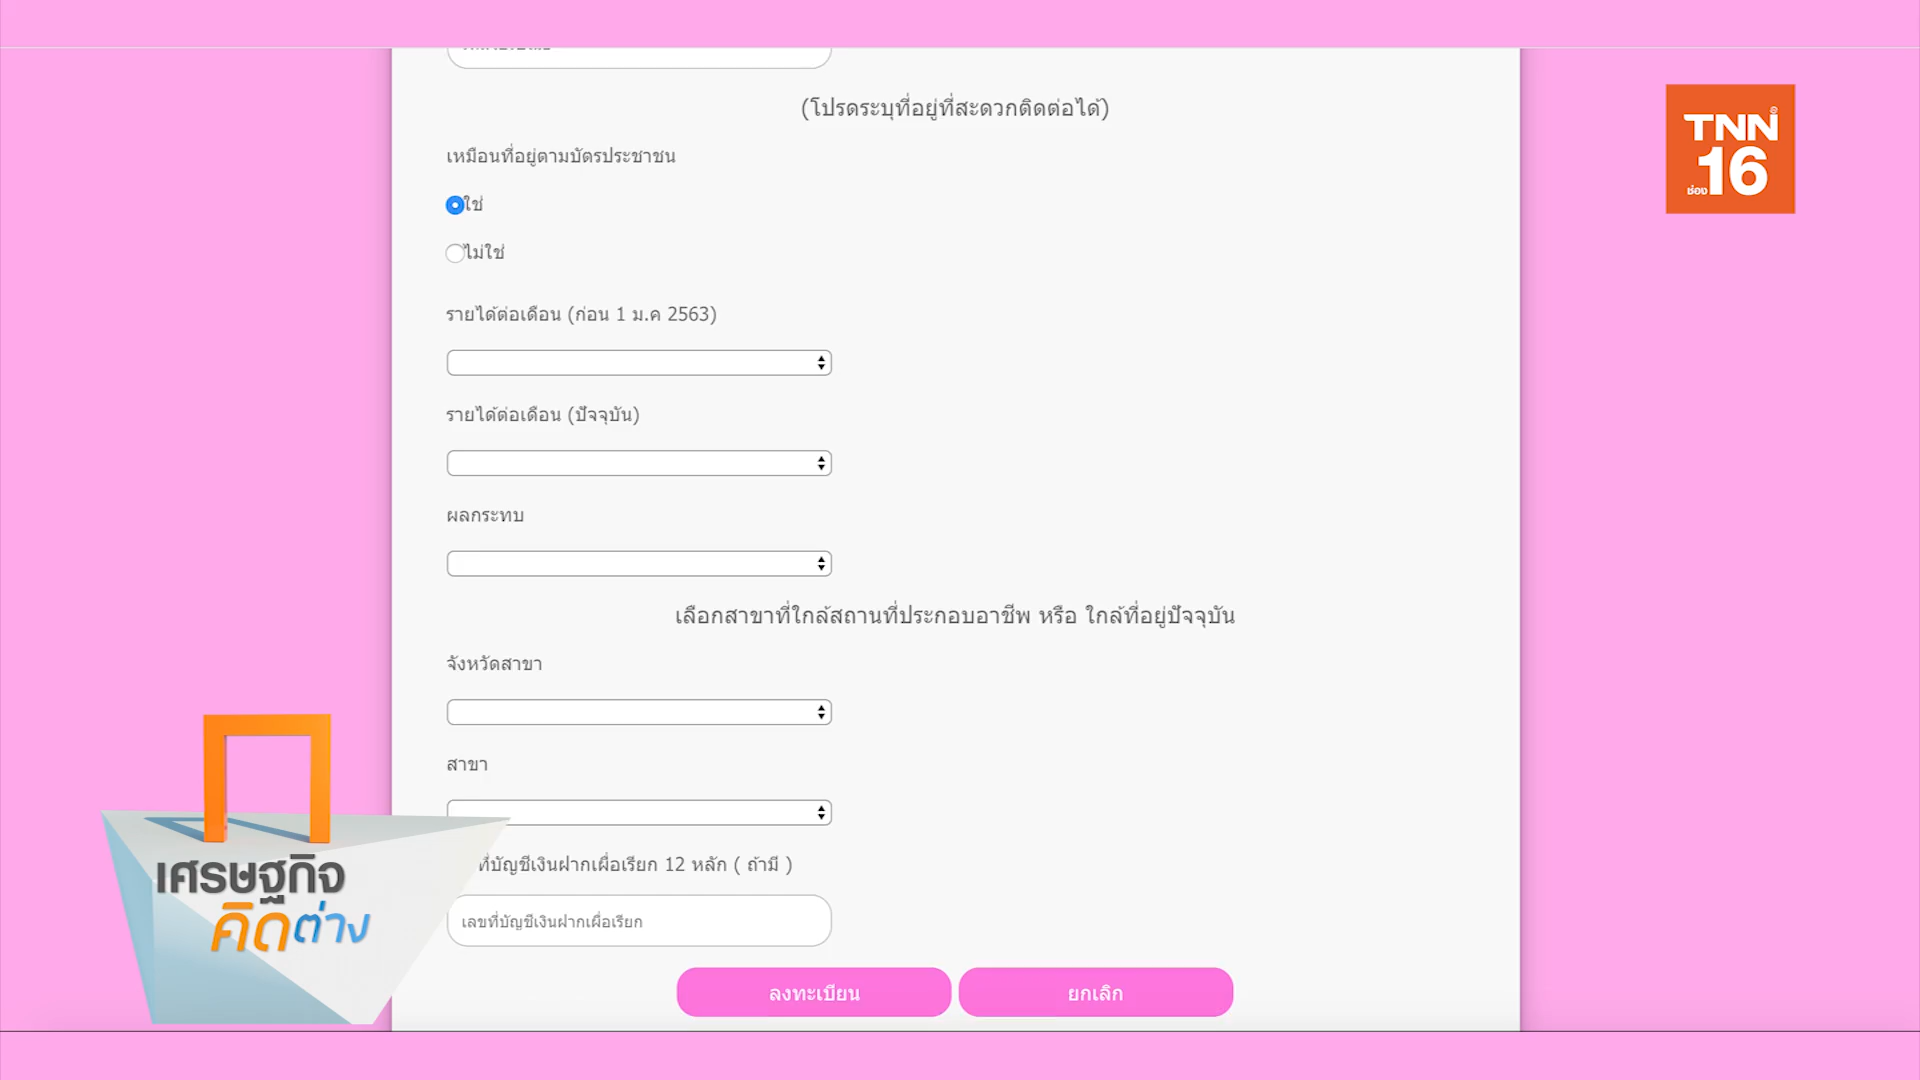 (โปรดระบุที่อยู่ที่สะดวกติดต่อได้)
TNN
ช่อง16
เหมือนที่อยู่ตามบัตรประชาชน
ใช่
ไม่ใช่
รายได้ต่อเดือน (ก่อน 1 ม.ค 2563)
รายได้ต่อเดือน (ปัจจุบัน)
ผลกระทบ
เลือกสาขาที่ใกล้สถานที่ประกอบอาชีพ หรือ ใกล้ที่อยู่ปัจจุบัน
จังหวัดสาขา
สาขา
ที่บัญชีเงินฝากเผื่อเรียก 12 หลัก ( ถ้ามี )
เลขที่บัญชีเงินฝากเผื่อเรียก
เศรษฐกิจ
คิดต่าง
ลงทะเบียน
ยกเลิก